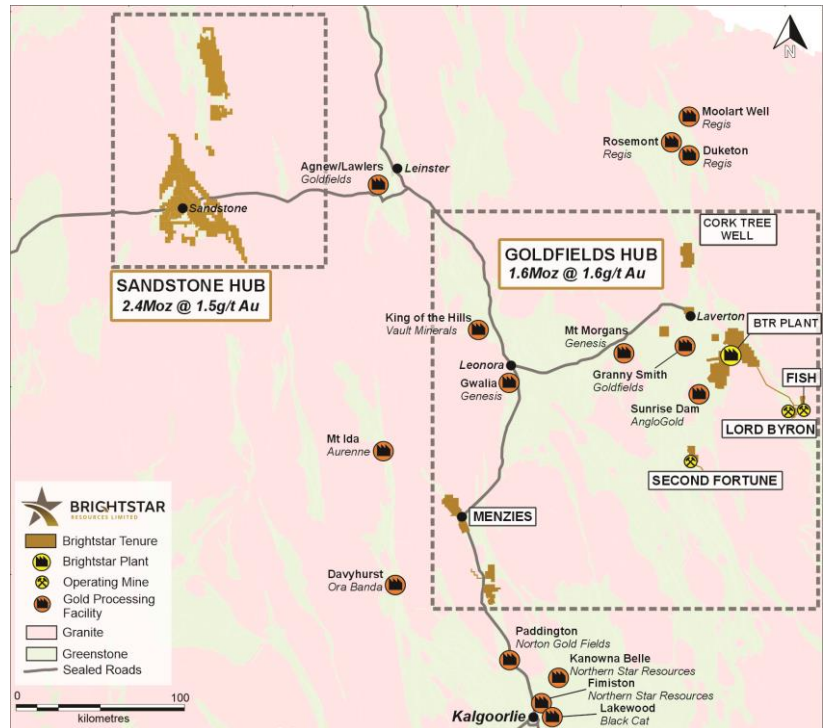 N
Moolart Well
Regis
Rosemont
Regis
Duketon
Regis
Agnew/Lawlers
Goldfields
Leinster
Sandstone
SANDSTONE HUB
2.4Moz @ 1.5g/t Au
CORK TREE
WELL
GOLDFIELDS HUB
1.6Moz @ 1.6g/t Au
King of the Hills
Vault Minerals
Laverton
Mt Morgans
Genesis
BTR PLANT
Leonora
Granny Smith
Goldfields
FISH
Gwalia
Genesis
Sunrise Dam
AngloGold
LORD BYRON
Mt Ida
Aurenne
SECOND FORTUNE
MENZIES
Davyhurst
Ora Banda
Paddington
Norton Gold Fields
Kanowna Belle
Northern Star Resources
Fimiston
Northern Star Resources
Lakewood
Black Cat
Kalgoorlie
BRIGHTSTAR
RESOURCES LIMITED
Brightstar Tenure
Brightstar Plant
Operating Mine
Gold Processing
Facility
Granite
Greenstone
Sealed Roads
0 100
kilometres